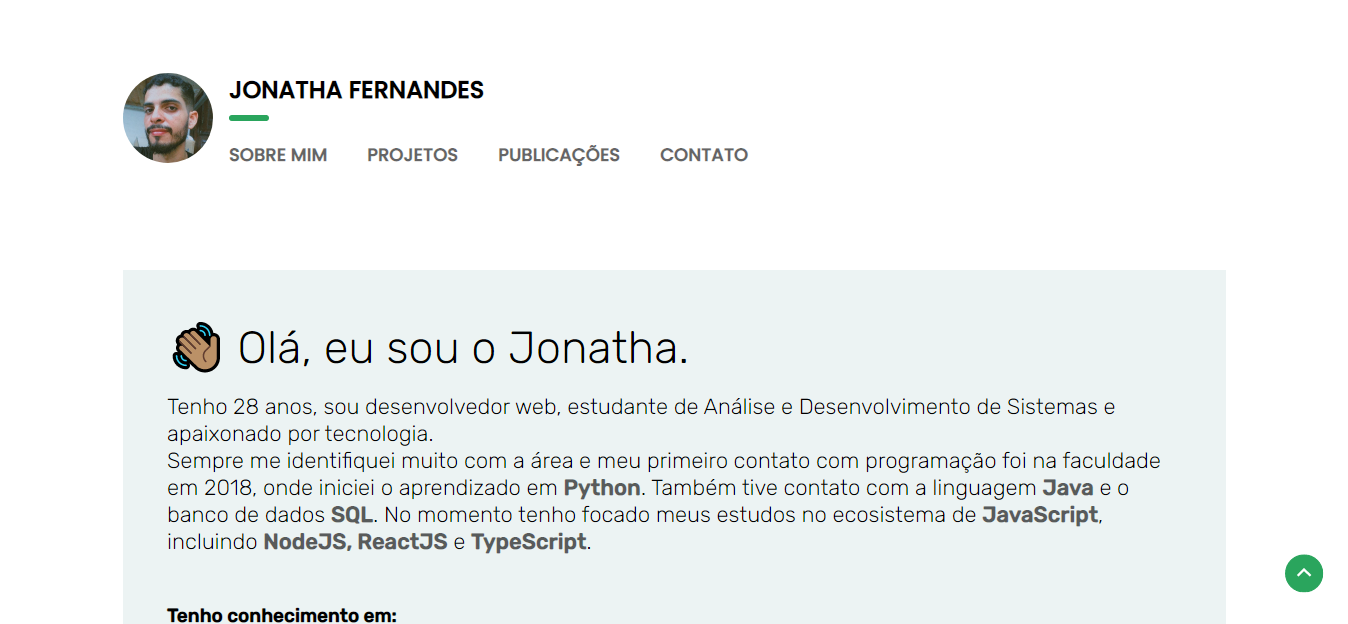 JONATHA FERNANDES
SOBRE MIM PROJETOS PUBLICAÇÕES CONTATO
Olá, eu sou o Jonatha.
Tenho 28 anos, sou desenvolvedor web, estudante de Análise e Desenvolvimento de Sistemas e
apaixonado por tecnologia.
Sempre me identifiquei muito com a área e meu primeiro contato com programação foi na faculdade
em 2018, onde iniciei o aprendizado em Python. Também tive contato com a linguagem Java e o
banco de dados SQL. No momento tenho focado meus estudos no ecosistema de JavaScript,
incluindo NodeJS, ReactJS e TypeScript.
Tenho conhecimento em: